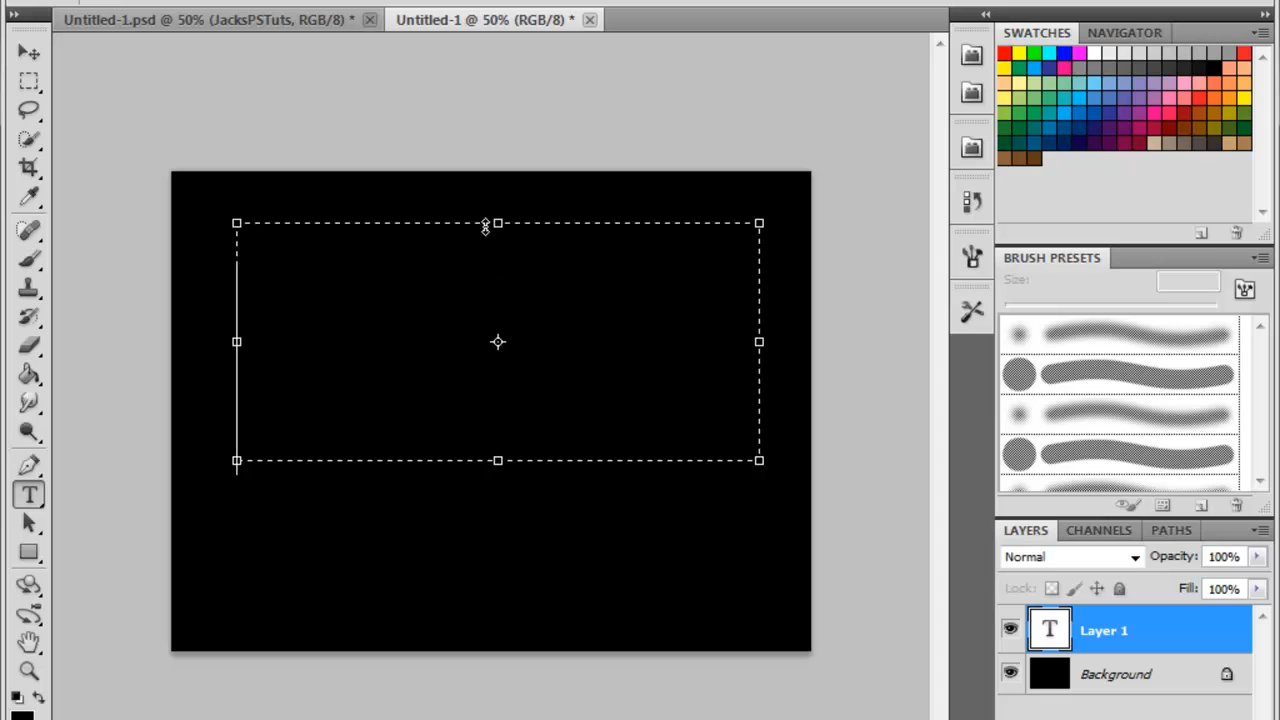 Untitled-1.psd @ 50% (JacksPSTuts, RGB/8) *
Untitled-1 @ 50% (RGB/8) *
SWATCHES
NAVIGATOR
BRUSH PRESETS
Size:
LAYERS
CHANNELS
PATHS
Normal
Opacity: 100%
Lock:
Fill: 100%
T
T
Layer 1
Background